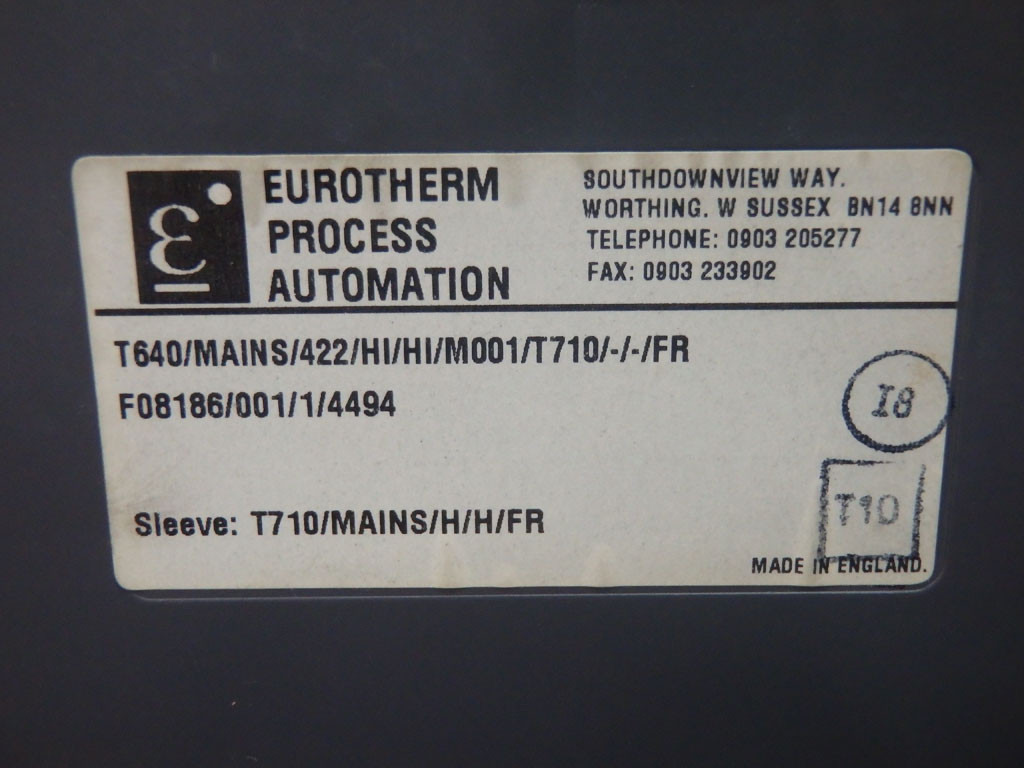 EUROTHERM
PROCESS
AUTOMATION
SOUTHDOWNVIEW WAY.
WORTHING. W SUSSEX BN14 8NN
TELEPHONE: 0903 205277
FAX: 0903 233902
T640/MAINS/422/HI/HI/M001/T710/-/-/FR
F08186/001/1/4494
I8
T10
Sleeve: T710/MAINS/H/H/FR
MADE IN ENGLAND.